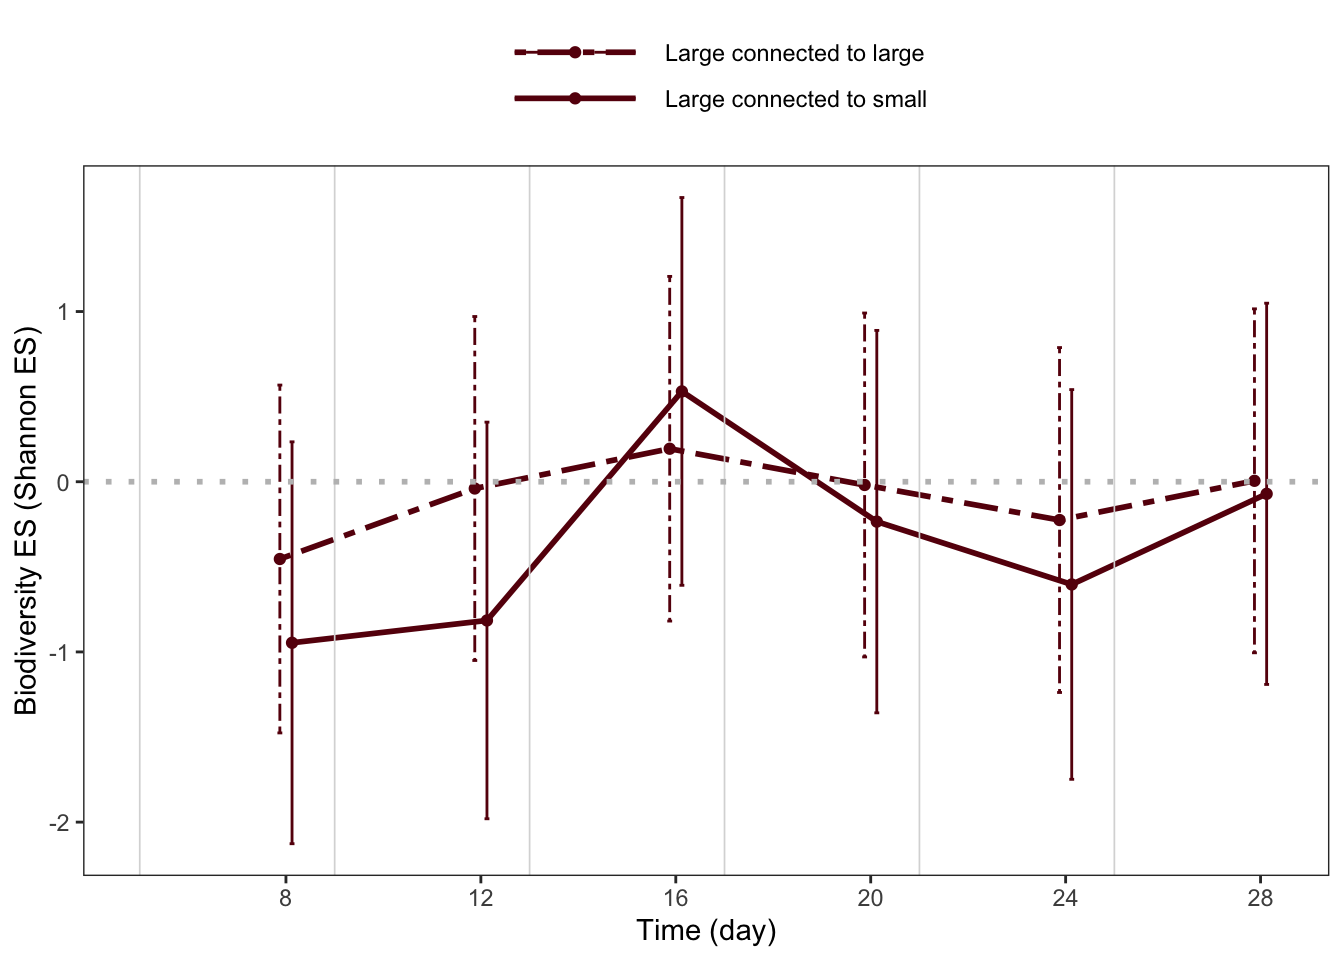 Large connected to large
Large connected to small
Biodiversity ES (Shannon ES)
1
0
-1
-2
8 12 16 20 24 28
Time (day)